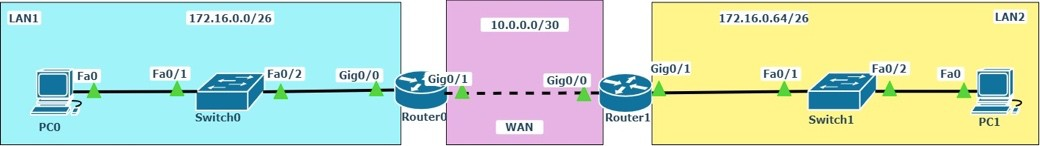 LAN1
172.16.0.0/26
10.0.0.0/30
172.16.0.64/26
LAN2
Fa0
Fa0/1
Fa0/2
Gig0/0
Gig0/1
Gig0/0
Gig0/1
Fa0/1
Fa0/2
Fa0
PC0
Switch0
Router0
WAN
Router1
Switch1
PC1